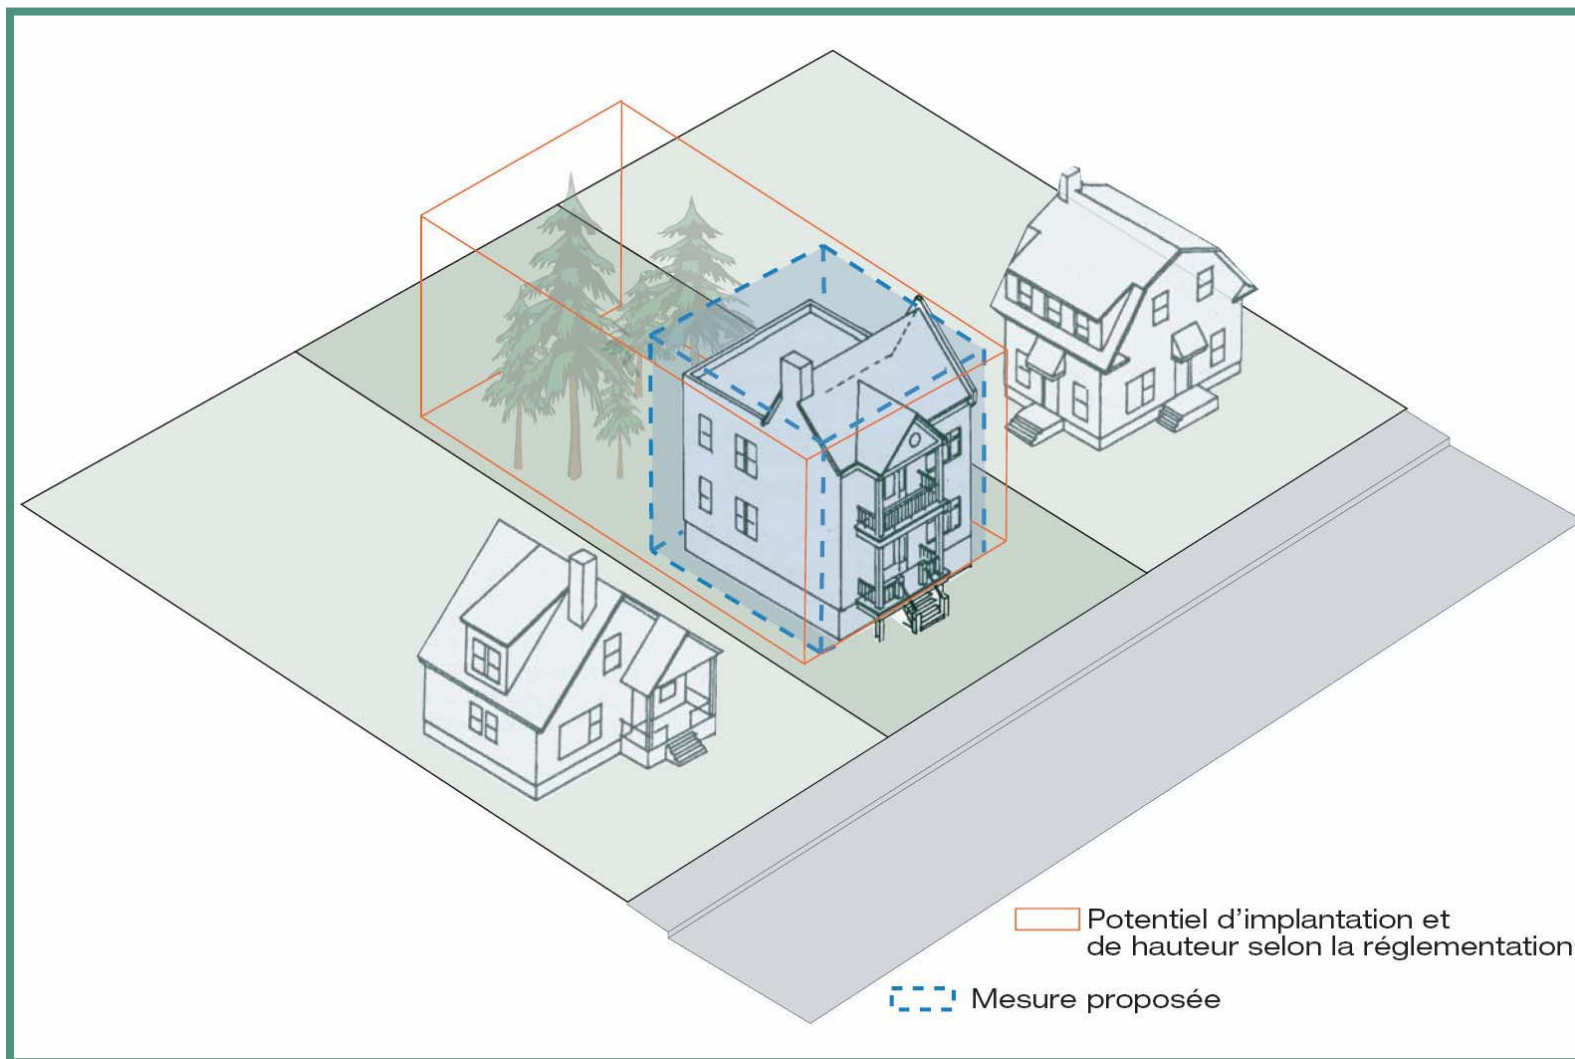 Potentiel d’implantation et
de hauteur selon la réglementation
Mesure proposée